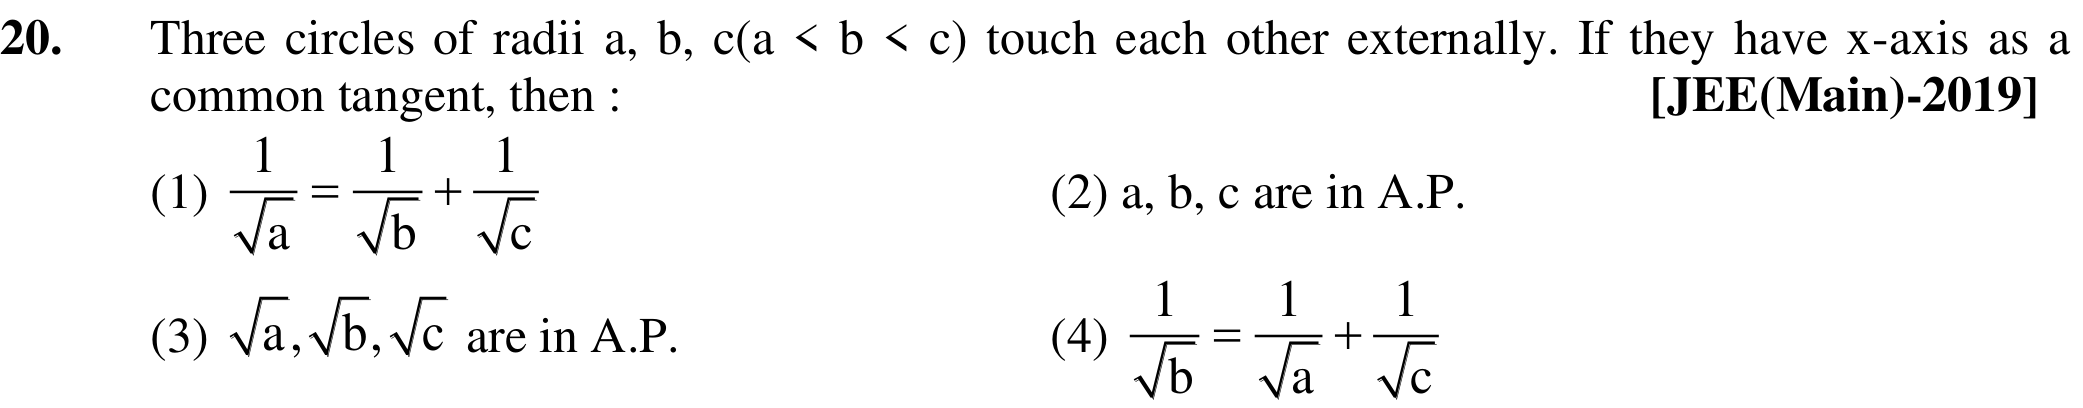 20. Three circles of radii a, b, c(a < b < c) touch each other externally. If they have x-axis as a
common tangent, then : [JEE(Main)-2019]
(1) 1/√a = 1/√b + 1/√c (2) a, b, c are in A.P.
(3) √a, √b, √c are in A.P. (4) 1/√b = 1/√a + 1/√c